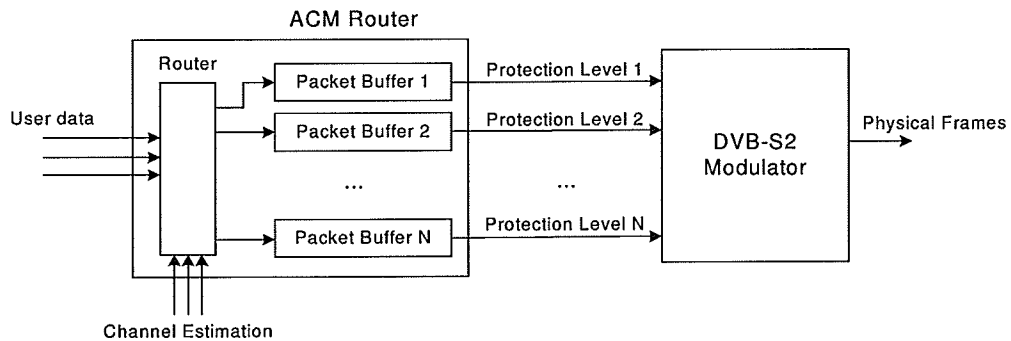 ACM Router
Router
User data
Packet Buffer 1
Packet Buffer 2
...
Packet Buffer N
Channel Estimation
Protection Level 1
Protection Level 2
...
Protection Level N
DVB-S2
Modulator
Physical Frames